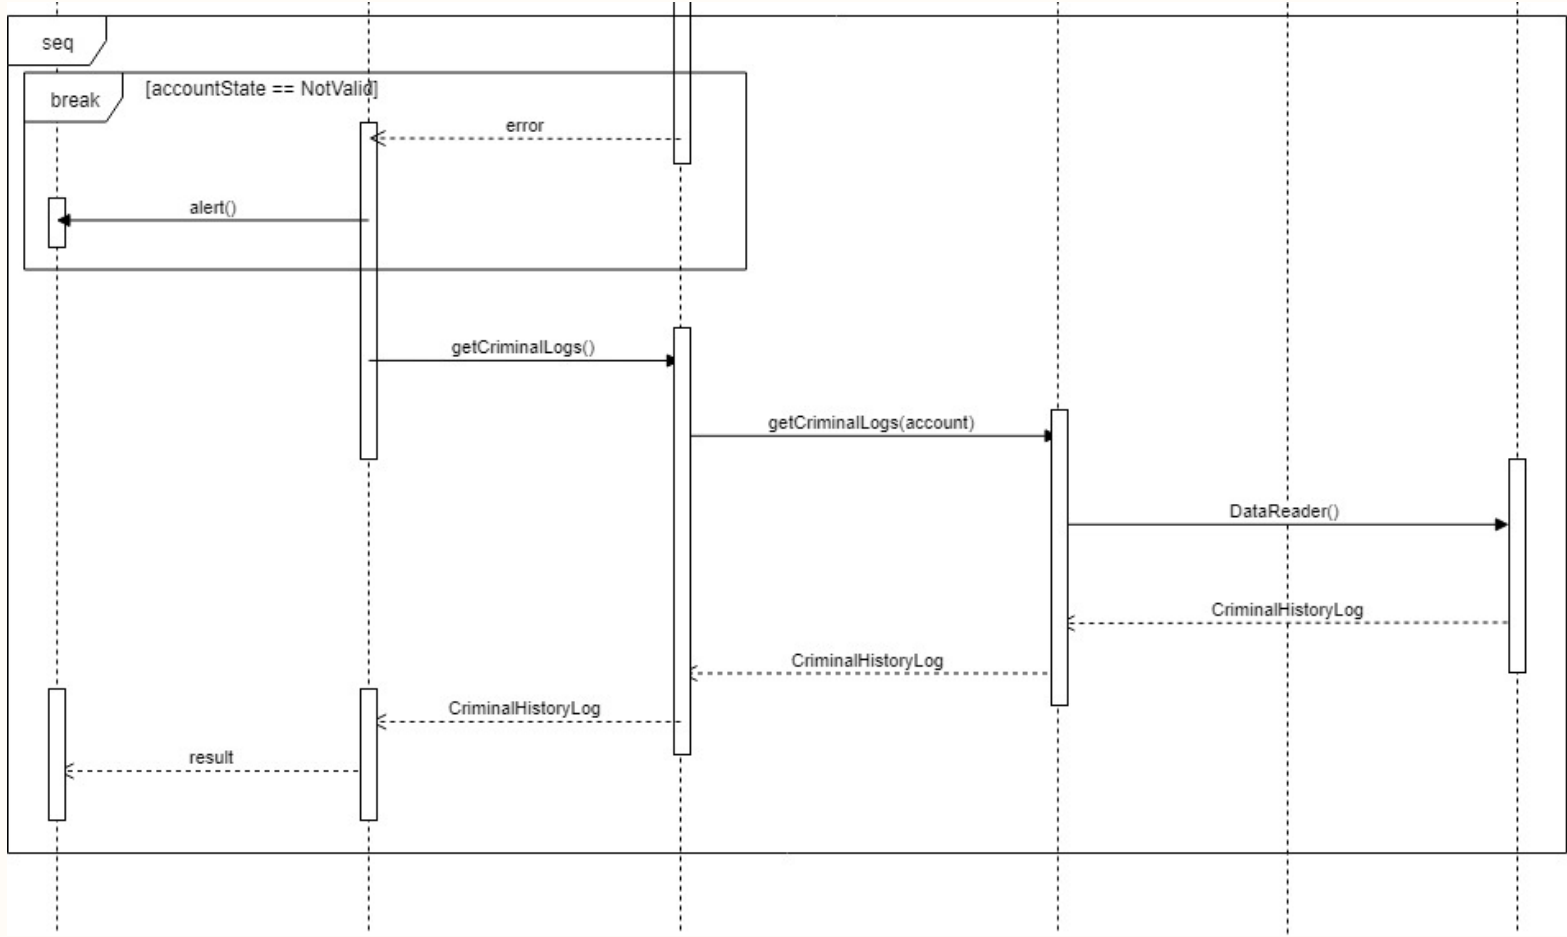 seq
break
[accountState == NotValid]
error
alert()
getCriminalLogs()
getCriminalLogs(account)
DataReader()
CriminalHistoryLog
CriminalHistoryLog
CriminalHistoryLog
result